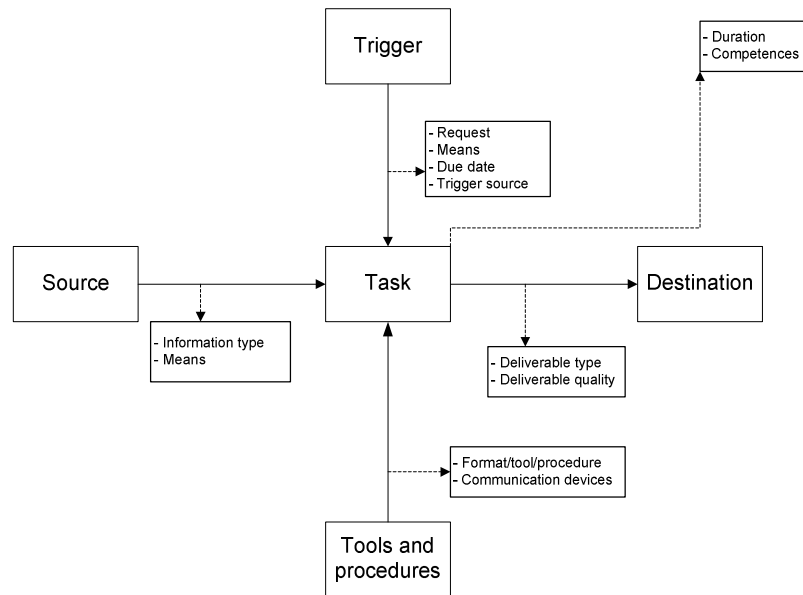 Trigger
- Duration
- Competences
- Request
- Means
- Due date
- Trigger source
Source
Task
Destination
- Information type
- Means
- Deliverable type
- Deliverable quality
- Format/tool/procedure
- Communication devices
Tools and
procedures